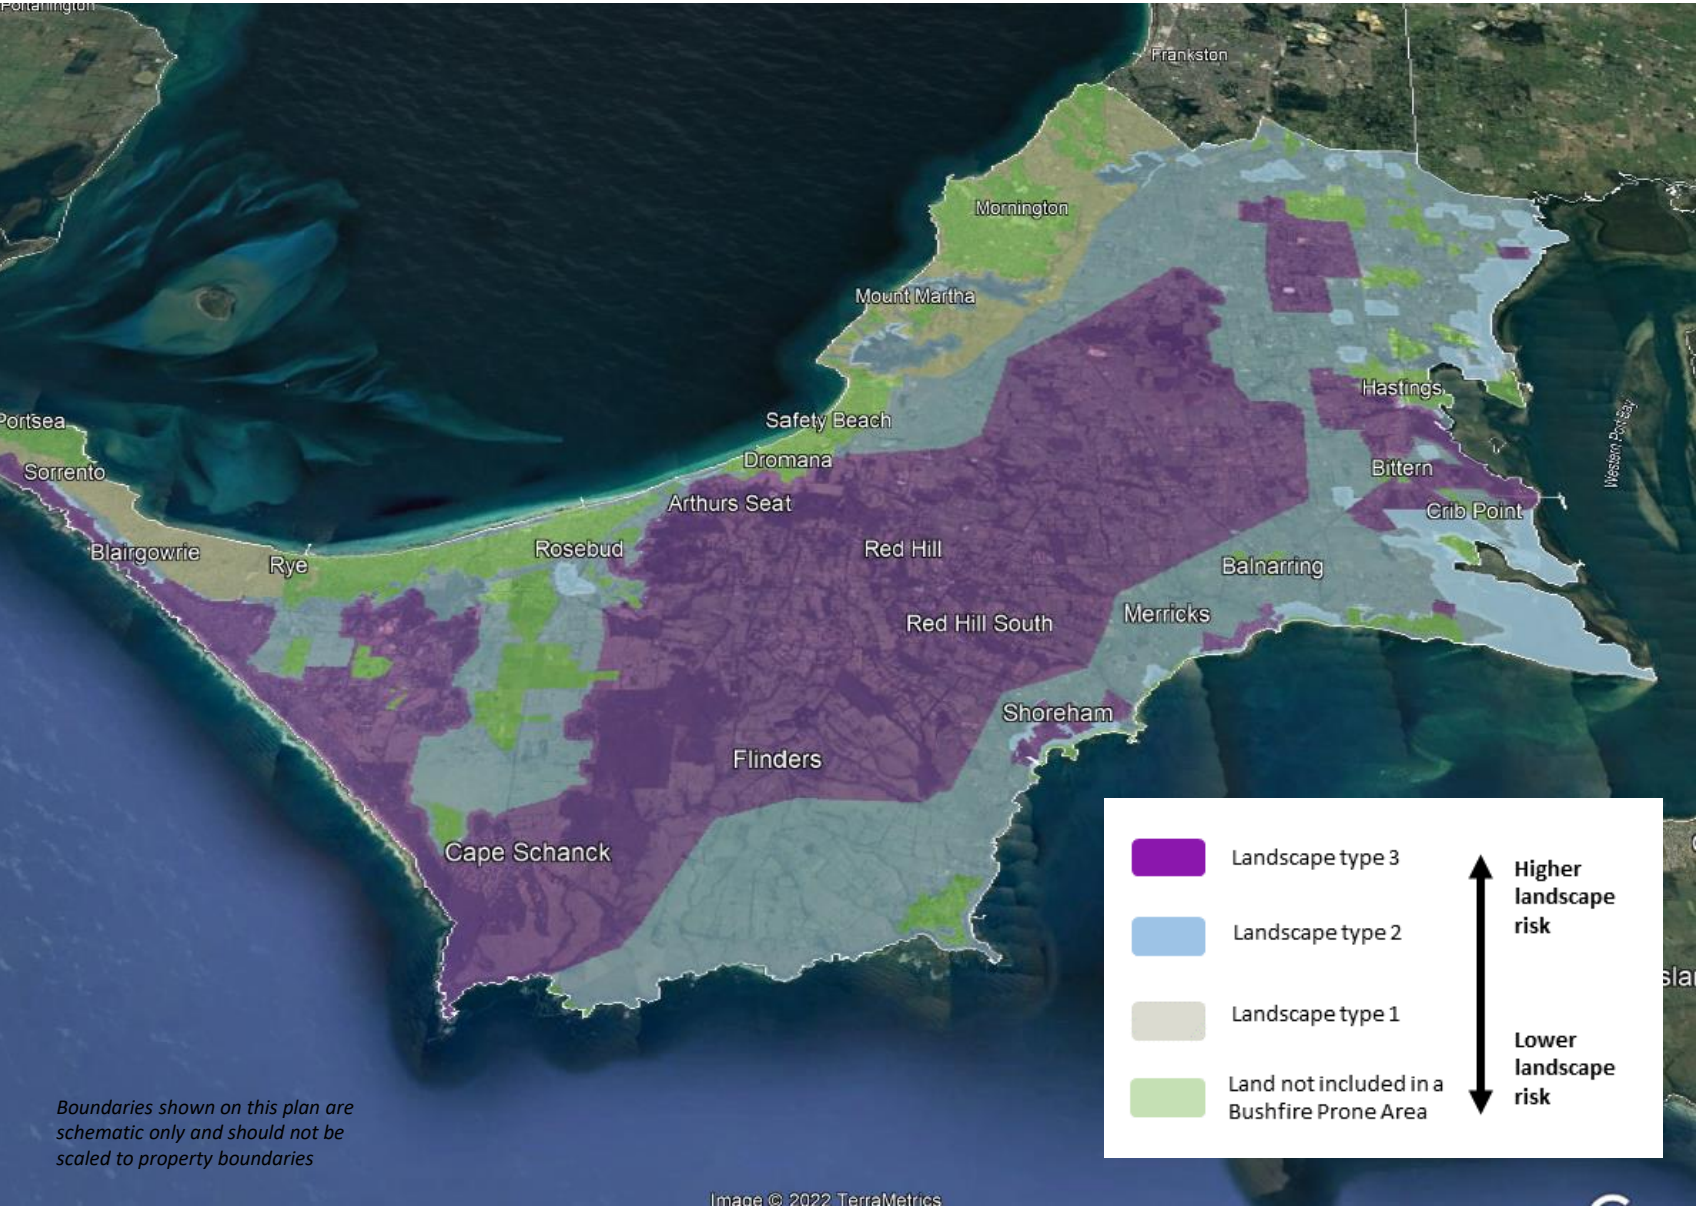 Portarlington
Frankston
Mornington
Mount Martha
Hastings
Western Port Bay
Portsea
Safety Beach
Sorrento
Dromana
Bittern
Arthurs Seat
Crib Point
Blairgowrie
Rosebud
Red Hill
Rye
Balnarring
Merricks
Red Hill South
Shoreham
Flinders
Cape Schanck
Landscape type 3
Landscape type 2
Landscape type 1
Land not included in a
Bushfire Prone Area
Higher
landscape
risk
Lower
landscape
risk
Boundaries shown on this plan are
schematic only and should not be
scaled to property boundaries
Image © 2022 TerraMetrics